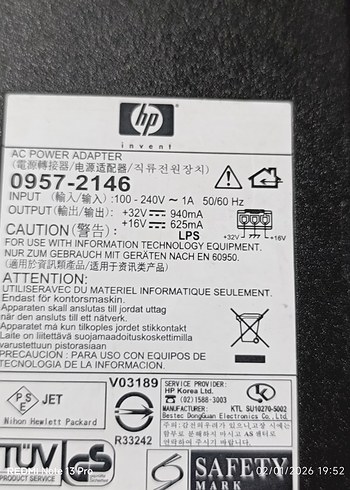 hp
invent
AC POWER ADAPTER
(電源轉接器/电源适配器/직류전원장치)
0957-2146
INPUT (輸入/输入) :100 - 240V ~ 1A 50/60 Hz
OUTPUT(輸出/输出): +32V 940mA
+16V 625mA
LPS
+32V +16V
CAUTION(警告):
FOR USE WITH INFORMATION TECHNOLOGY EQUIPMENT.
NUR ZUM GEBRAUCH MIT GERÄTEN NACH EN 60950.
(適用於資訊類產品/适用于资讯类产品)
ATTENTION:
UTILISERAVEC DU MATERIEL INFORMATIQUE SEULEMENT.
Endast för kontorsmaskin.
Apparaten skall anslutas till jordat uttag
när den ansluts till ett nätverk.
Apparatet må kun tilkoples jordet stikkontakt
Laite on liitettävä suojamaadoituskoskettimilla
varustettuun pistorasiaan
PRECAUCION : PARA USO CON EQUIPOS DE
TECNOLOGIA DE LA INFORMACION.
PS
E
JET
Nihon Hewlett Packard
V03189
R33242
SERVICE PROVIDER:
HP Korea Ltd.
☎ (02)1588-3003
MANUFACTURER: KTL SU10270-5002
Bestec DongGuan Electronics Co., Ltd.
TÜV
PRODUCT SERVICE
GS
S
SAFETY
MARK
REDMI Note 13 Pro
02/01/2026 19:52